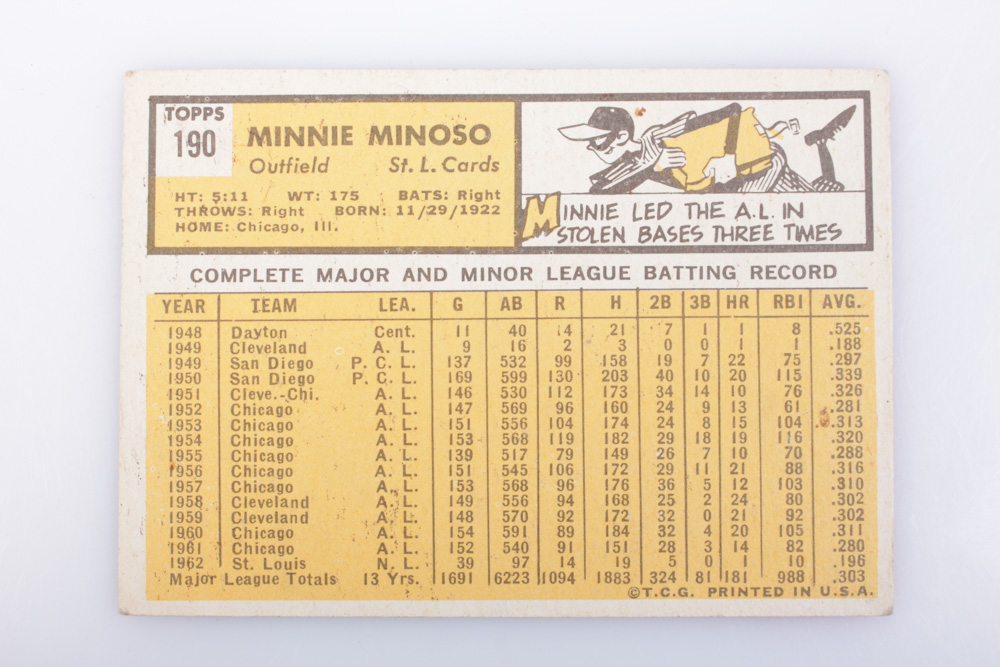 TOPPS
190
MINNIE MINOSO
Outfield St. L. Cards
HT: 5:11 WT: 175 BATS: Right
THROWS: Right BORN: 11/29/1922
HOME: Chicago, Ill.
MINNIE LED THE A.L. IN
STOLEN BASES THREE TIMES
COMPLETE MAJOR AND MINOR LEAGUE BATTING RECORD
YEAR TEAM LEA. G AB R H 2B 3B HR RBI AVG.
1948 Dayton Cent. 11 40 14 21 7 1 1 8 .525
1949 Cleveland A. L. 9 16 2 3 0 0 1 1 .188
1949 San Diego P. C. L. 137 532 99 158 19 7 22 75 .297
1950 San Diego P. C. L. 169 599 130 203 40 10 20 115 .339
1951 Cleve.-Chi. A. L. 146 530 112 173 34 14 10 76 .326
1952 Chicago A. L. 147 569 96 160 24 9 13 61 .281
1953 Chicago A. L. 151 556 104 174 24 8 15 104 .313
1954 Chicago A. L. 153 568 119 182 29 18 19 116 .320
1955 Chicago A. L. 139 517 79 149 26 7 10 70 .288
1956 Chicago A. L. 151 545 106 172 29 11 21 88 .316
1957 Chicago A. L. 153 568 96 176 36 5 12 103 .310
1958 Cleveland A. L. 149 556 94 168 25 2 24 80 .302
1959 Cleveland A. L. 148 570 92 172 32 0 21 92 .302
1960 Chicago A. L. 154 591 89 184 32 4 20 105 .311
1961 Chicago A. L. 152 540 91 151 28 3 14 82 .280
1962 St. Louis N. L. 39 97 14 19 5 0 1 10 .196
Major League Totals 13 Yrs. 1691 6223 1094 1883 324 81 181 988 .303
©T.C.G. PRINTED IN U.S.A.